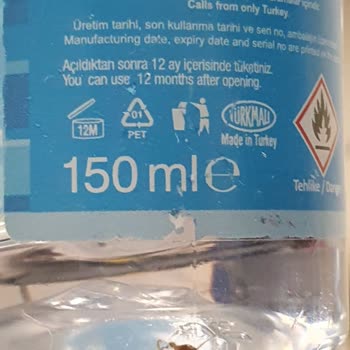 Calls from only Turkey.
Üretim tarihi, son kullanma tarihi ve seri no, ambalajın
Manufacturing date, expiry date and serial no are printed on
Açıldıktan sonra 12 ay içerisinde tüketiniz.
You can use 12 months after opening.
12M
01
PET
TÜRKMALI
Made in Turkey
150 ml e
Tehlike / Dange